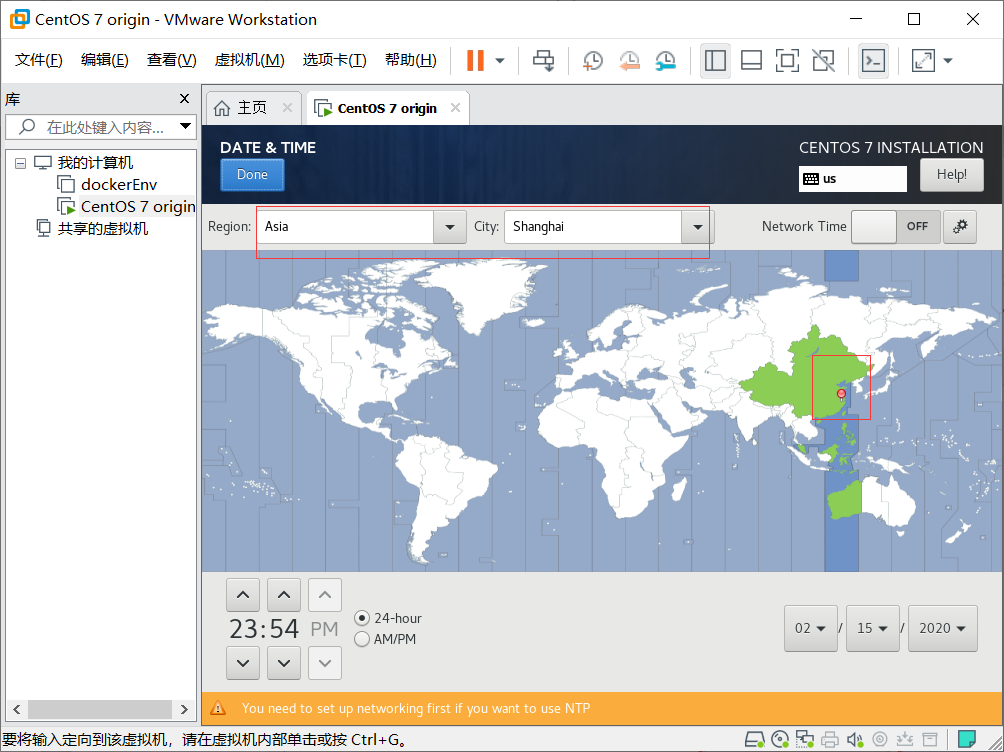 CentOS 7 origin - VMware Workstation
文件(F) 编辑(E) 查看(V) 虚拟机(M) 选项卡(T) 帮助(H)
库
在此处键入内容...
我的计算机
dockerEnv
CentOS 7 origin
共享的虚拟机
主页
CentOS 7 origin
DATE & TIME
Done
CENTOS 7 INSTALLATION
us
Help!
Region: Asia City: Shanghai Network Time OFF
23:54 PM
24-hour
AM/PM
02 / 15 / 2020
You need to set up networking first if you want to use NTP
要将输入定向到该虚拟机，请在虚拟机内部单击或按 Ctrl+G。